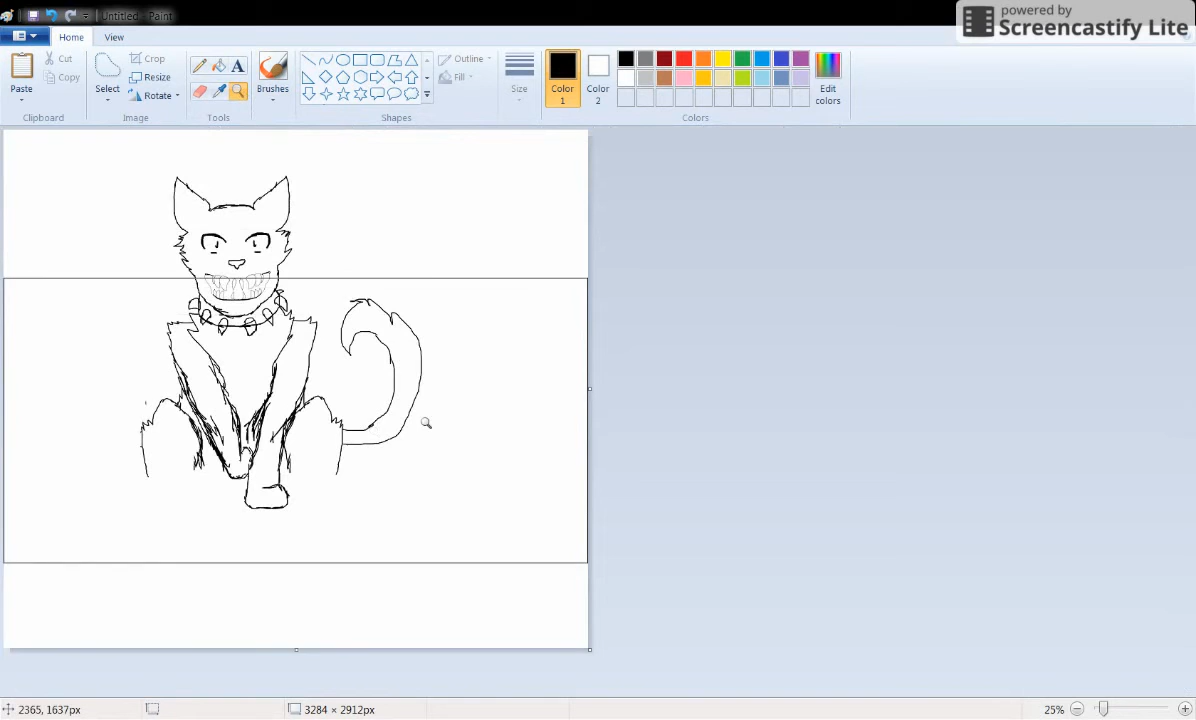 Untitled - Paint
powered by
Screencastify Lite
Home View
Paste
Cut
Copy
Clipboard
Select
Crop
Resize
Rotate
Image
A
Tools
Brushes
Outline
Fill
Shapes
Size
Color
1
Color
2
Edit
colors
Colors
2365, 1637px
3284 × 2912px
25%